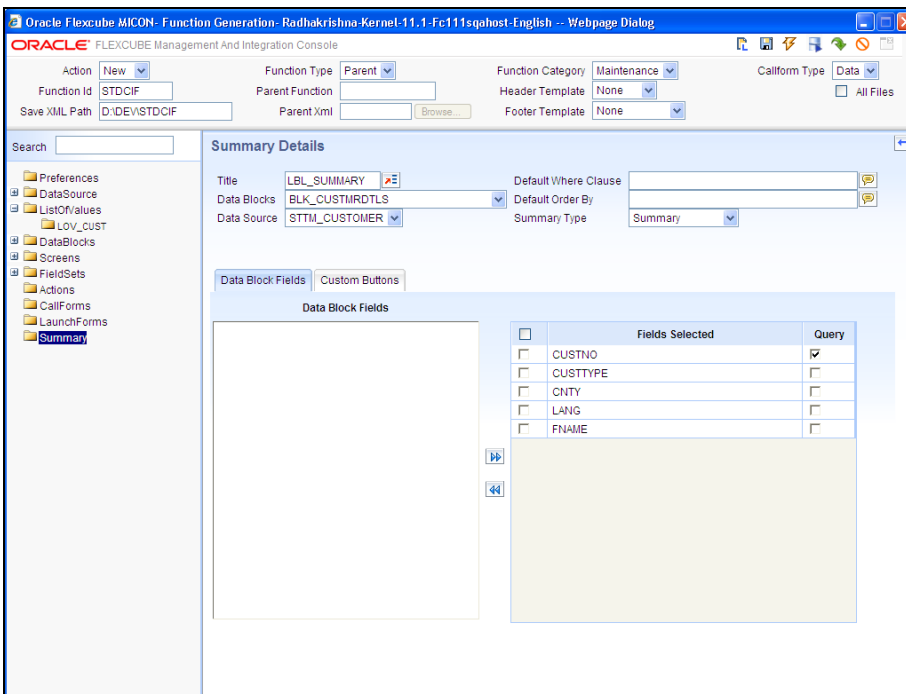 Oracle Flexcube MICON- Function Generation- Radhakrishna-Kernel-11.1-Fc111sqahost-English -- Webpage Dialog
ORACLE FLEXCUBE Management And Integration Console
Action New Function Type Parent Function Category Maintenance Callform Type Data
Function Id STDCIF Parent Function Header Template None All Files
Save XML Path D:\DEV\STDCIF Parent Xml Browse... Footer Template None
Search
Summary Details
Preferences
DataSource
ListOfValues
LOV_CUST
DataBlocks
Screens
FieldSets
Actions
CallForms
LaunchForms
Summary
Title LBL_SUMMARY Default Where Clause
Data Blocks BLK_CUSTMRDTLS Default Order By
Data Source STTM_CUSTOMER Summary Type Summary
Data Block Fields Custom Buttons
Data Block Fields
Fields Selected Query
CUSTNO
CUSTTYPE
CNTY
LANG
FNAME